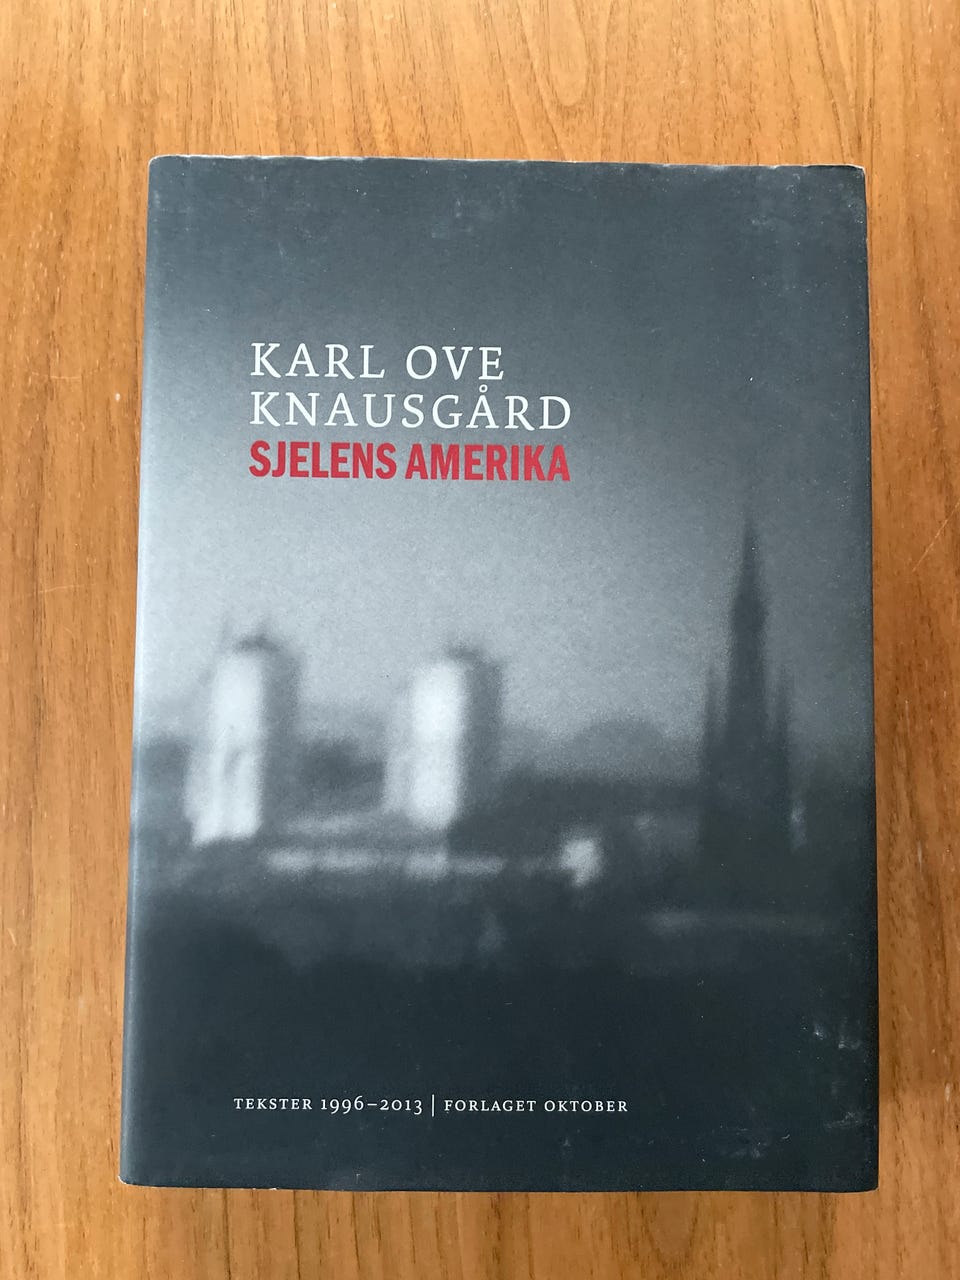 KARL OVE
KNAUSGÅRD
SJELENS AMERIKA
TEKSTER 1996–2013 | FORLAGET OKTOBER